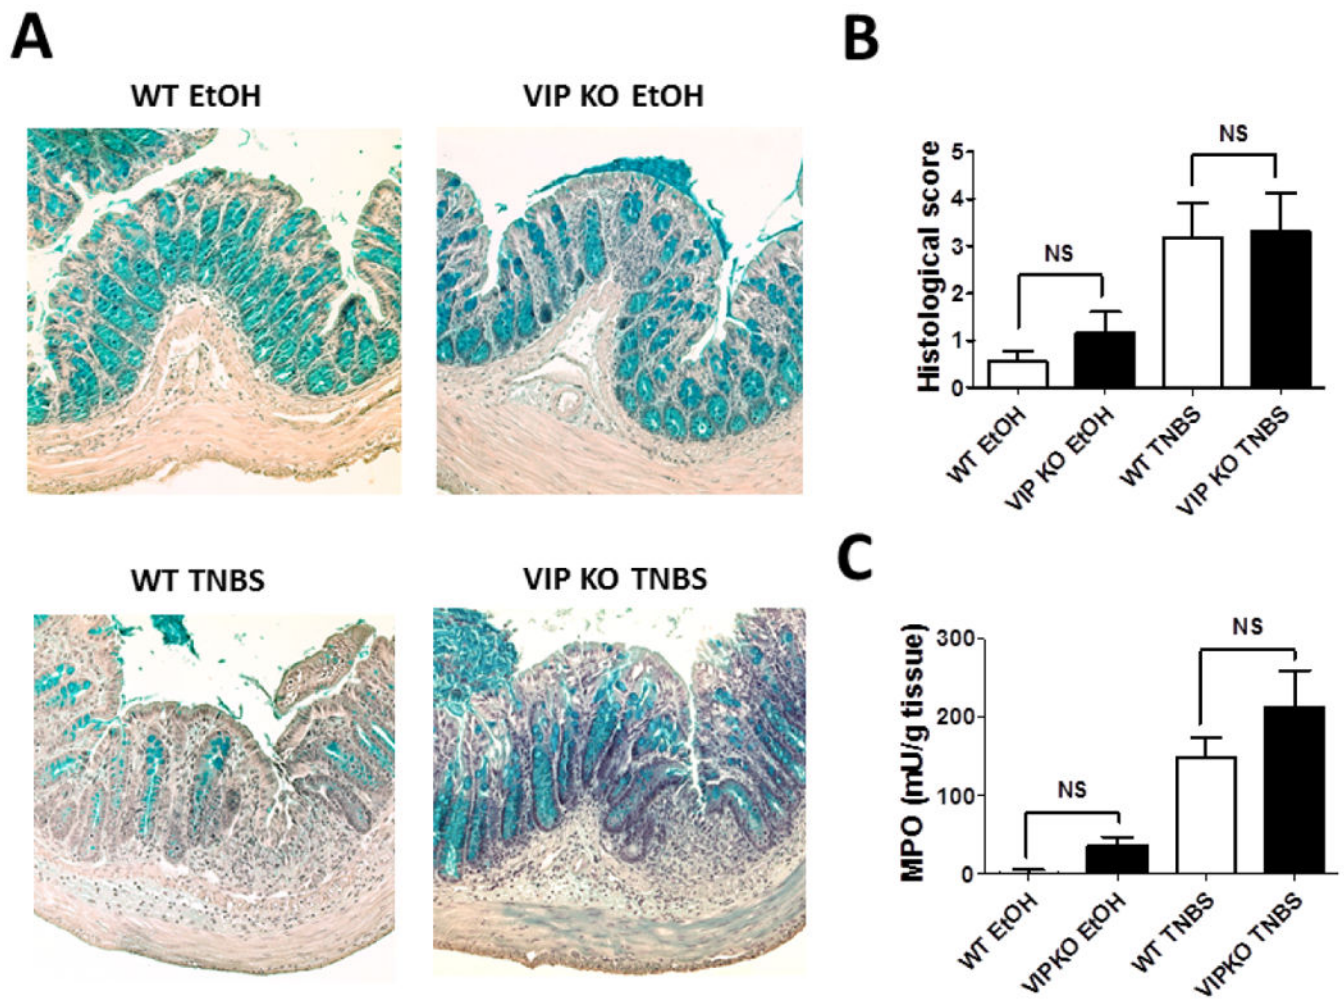 A
WT EtOH
VIP KO EtOH
WT TNBS
VIP KO TNBS
B
Histological score
5
4
3
2
1
0
NS
NS
WT EtOH
VIP KO EtOH
WT TNBS
VIP KO TNBS
C
MPO (mU/g tissue)
300
200
100
0
NS
NS
WT EtOH
VIPKO EtOH
WT TNBS
VIPKO TNBS